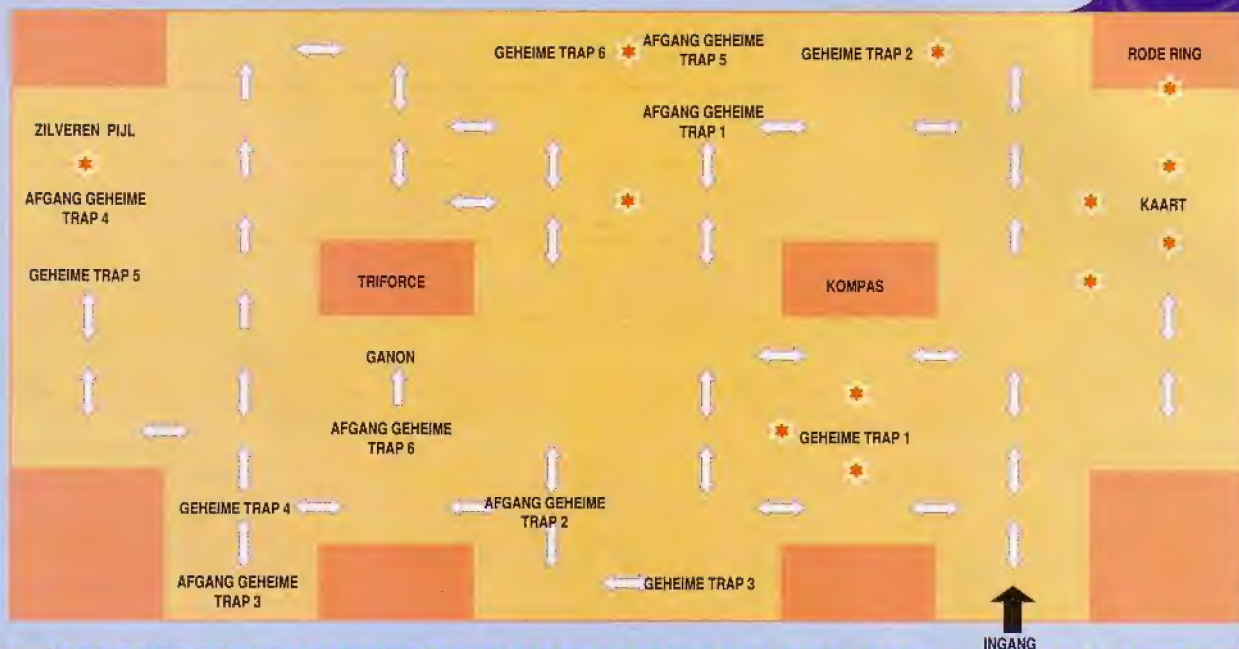 GEHEIME TRAP 6
AFGANG GEHEIME
TRAP 5
GEHEIME TRAP 2
RODE RING
ZILVEREN PIJL
AFGANG GEHEIME
TRAP 1
AFGANG GEHEIME
TRAP 4
KAART
GEHEIME TRAP 5
TRIFORCE
KOMPAS
GANON
AFGANG GEHEIME
TRAP 6
GEHEIME TRAP 1
GEHEIME TRAP 4
AFGANG GEHEIME
TRAP 2
AFGANG GEHEIME
TRAP 3
GEHEIME TRAP 3
INGANG